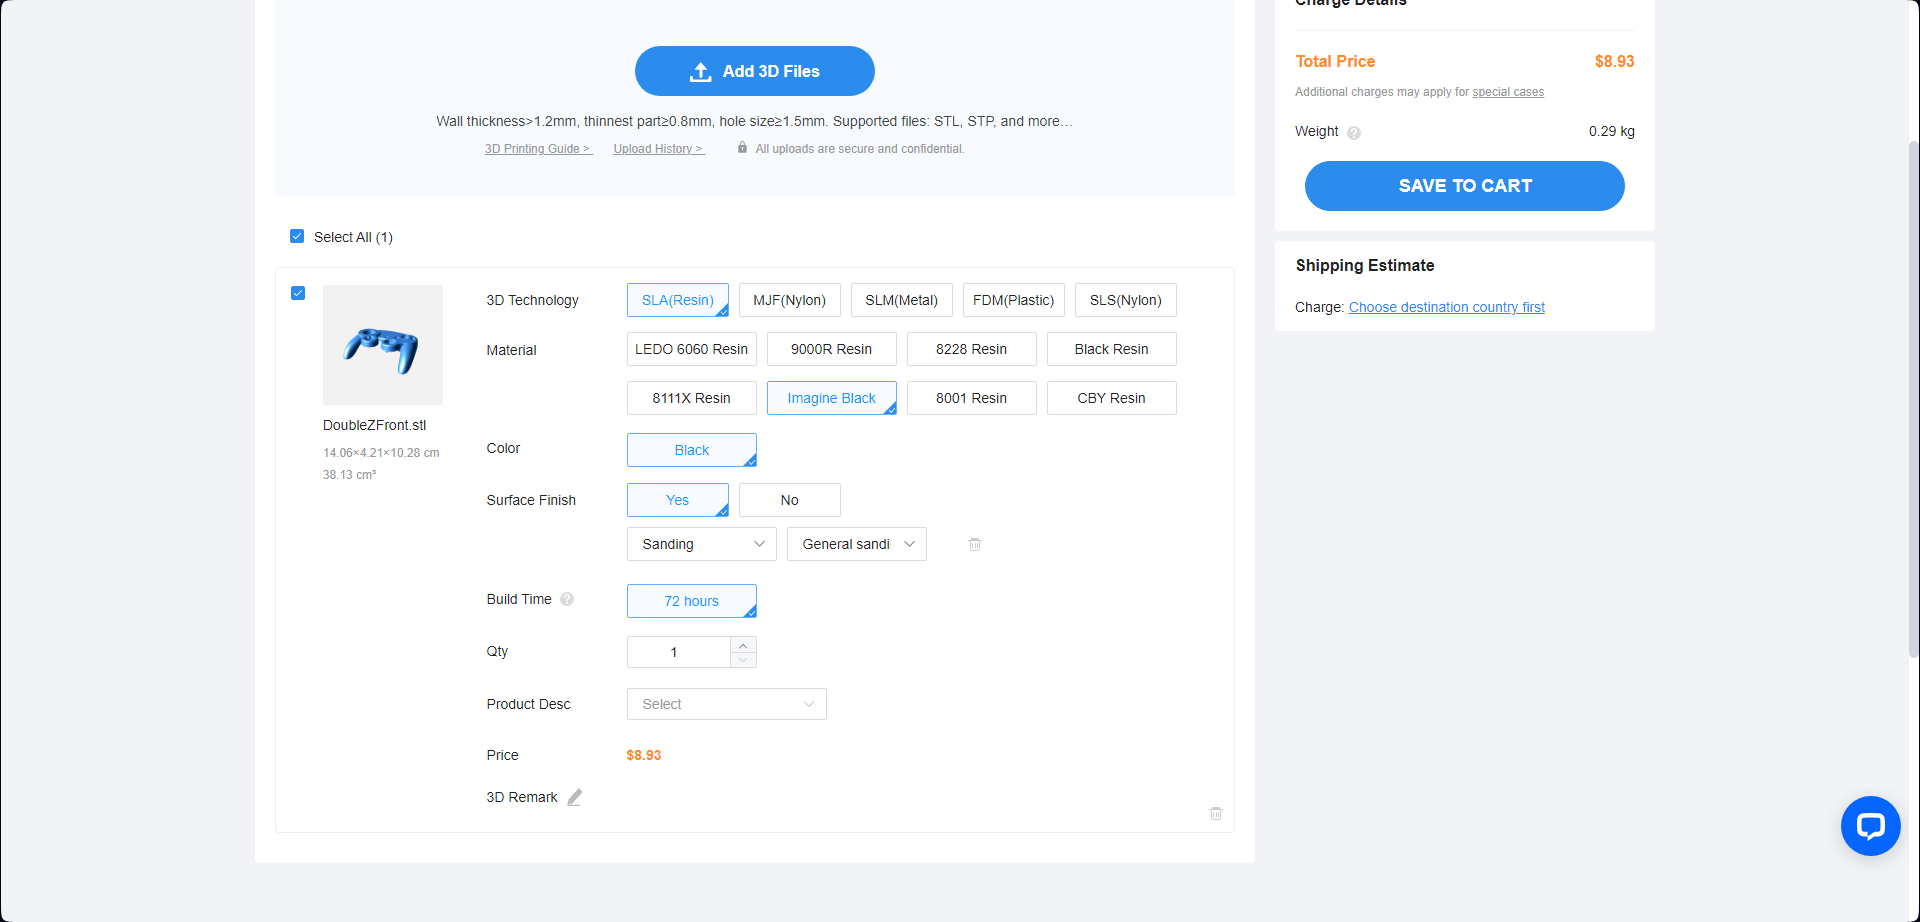 Charge Details
Add 3D Files
Total Price $8.93
Additional charges may apply for special cases
Wall thickness>1.2mm, thinnest part≥0.8mm, hole size≥1.5mm. Supported files: STL, STP, and more…
Weight ? 0.29 kg
3D Printing Guide > Upload History > All uploads are secure and confidential.
SAVE TO CART
Select All (1)
Shipping Estimate
Charge: Choose destination country first
3D Technology SLA(Resin) MJF(Nylon) SLM(Metal) FDM(Plastic) SLS(Nylon)
Material LEDO 6060 Resin 9000R Resin 8228 Resin Black Resin
8111X Resin Imagine Black 8001 Resin CBY Resin
DoubleZFront.stl
14.06×4.21×10.28 cm
38.13 cm³
Color Black
Surface Finish Yes No
Sanding General sandi
Build Time ? 72 hours
Qty 1
Product Desc Select
Price $8.93
3D Remark